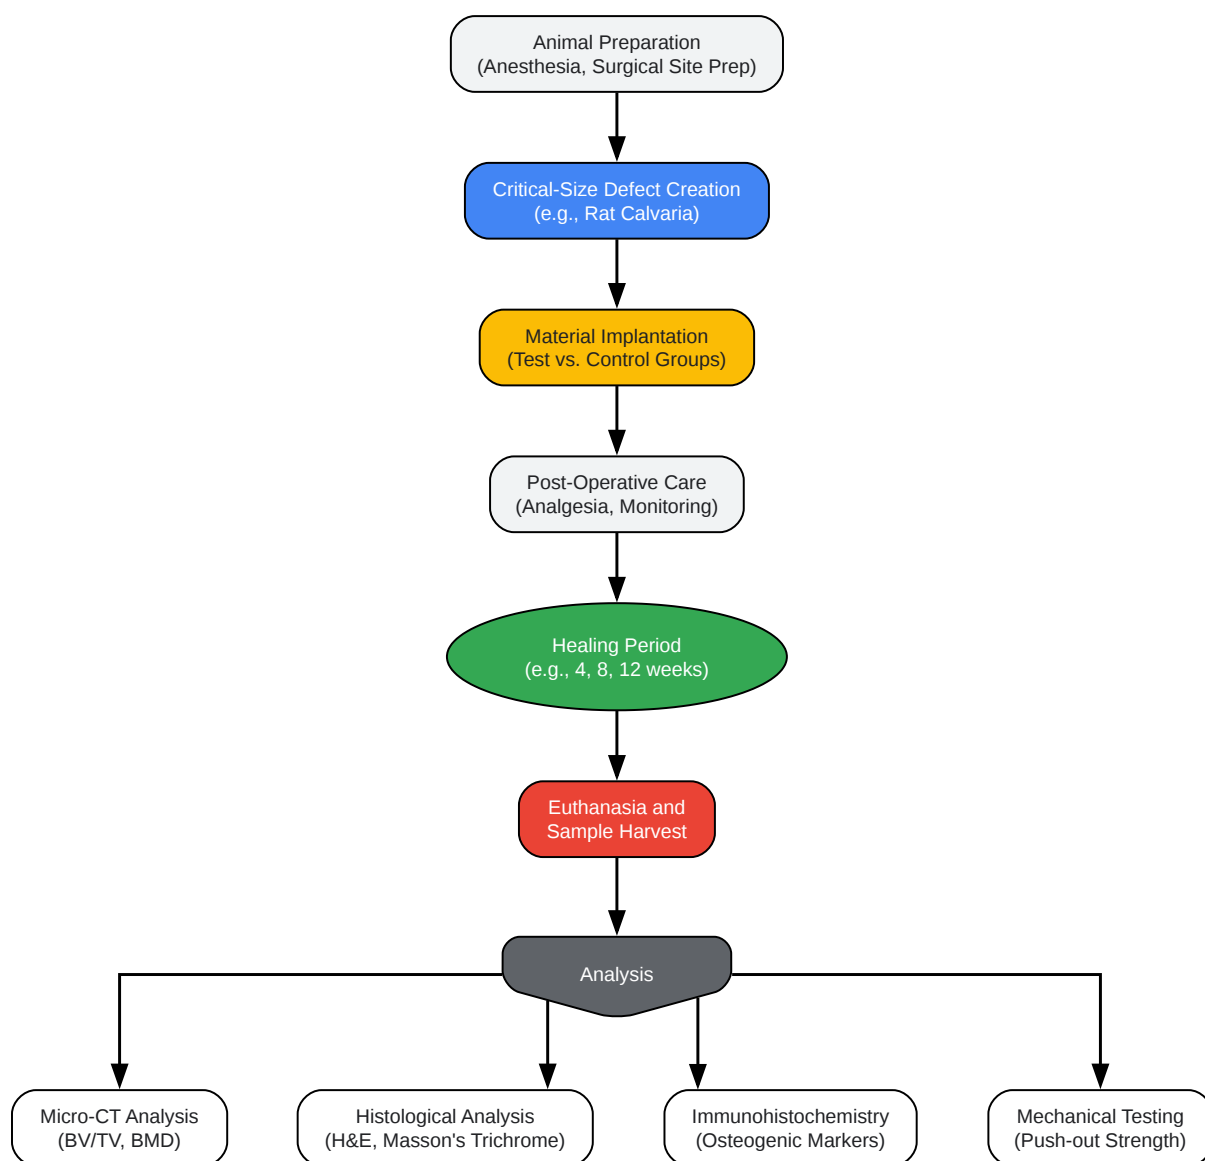 Animal Preparation
(Anesthesia, Surgical Site Prep)
Critical-Size Defect Creation
(e.g., Rat Calvaria)
Material Implantation
(Test vs. Control Groups)
Post-Operative Care
(Analgesia, Monitoring)
Healing Period
(e.g., 4, 8, 12 weeks)
Euthanasia and
Sample Harvest
Analysis
Micro-CT Analysis
(BV/TV, BMD)
Histological Analysis
(H&E, Masson's Trichrome)
Immunohistochemistry
(Osteogenic Markers)
Mechanical Testing
(Push-out Strength)